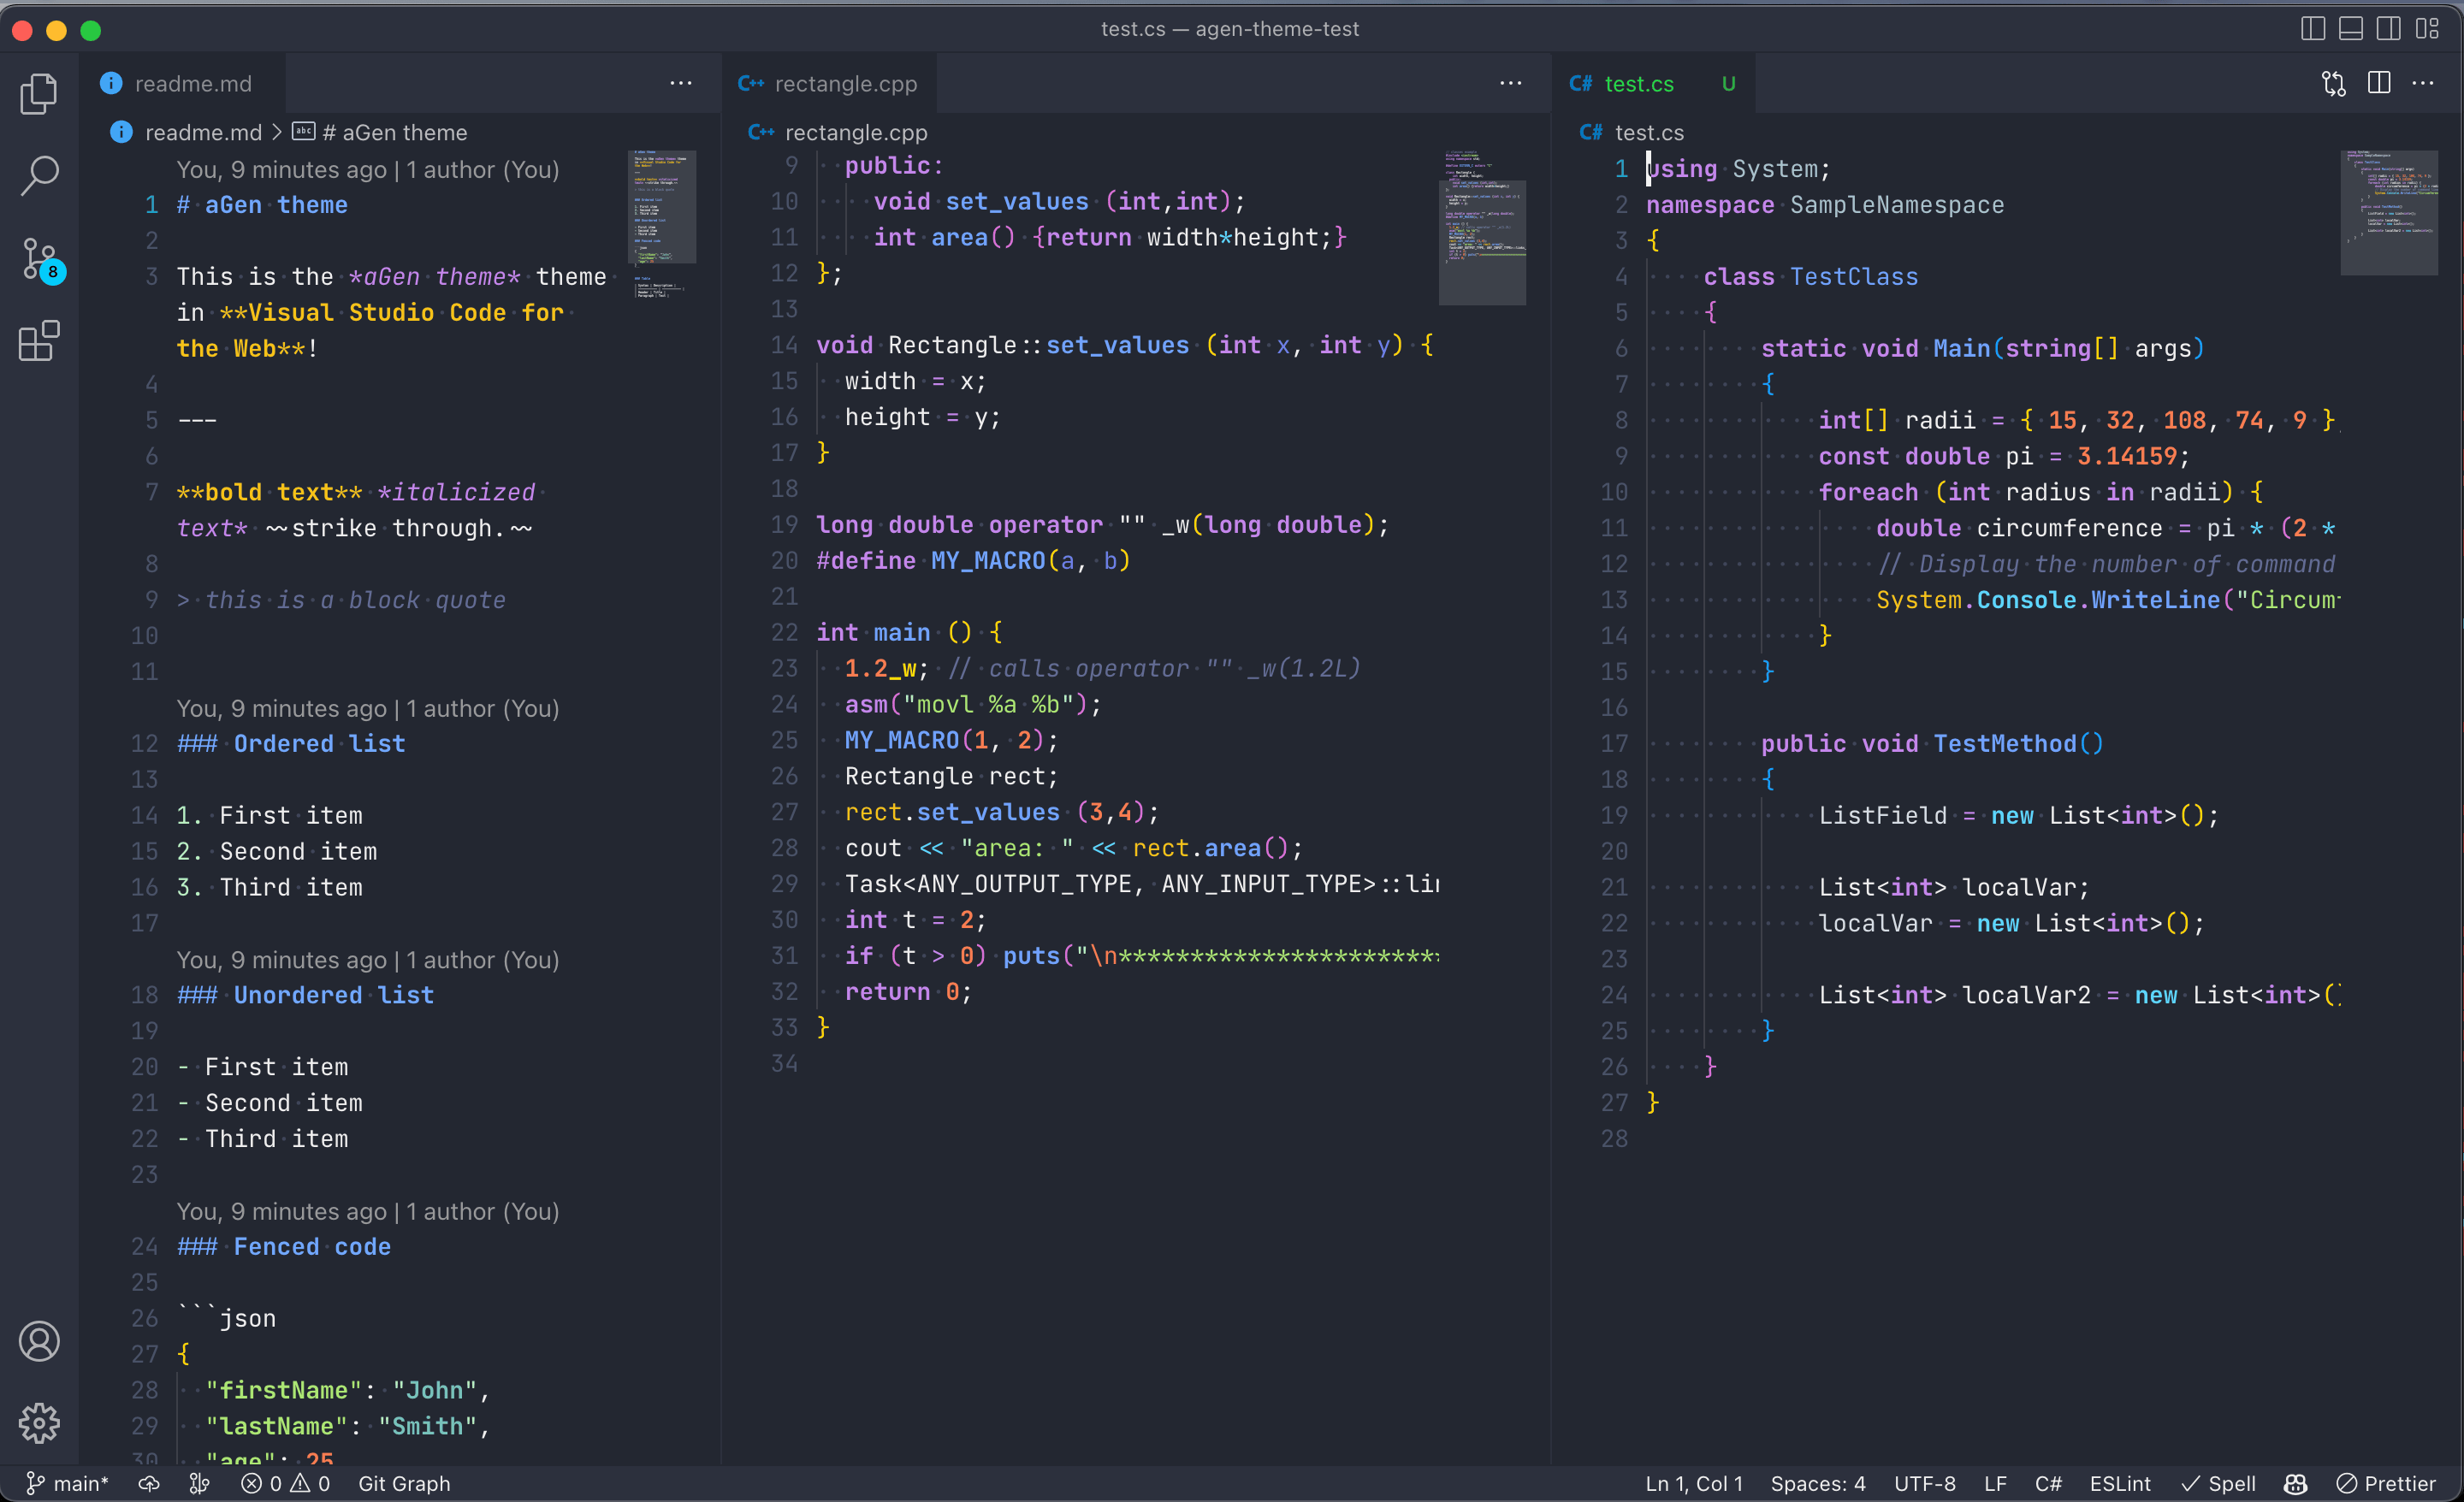 test.cs — agen-theme-test
readme.md
readme.md > # aGen theme
You, 9 minutes ago | 1 author (You)
1 # aGen theme
2
3 This is the *aGen theme* theme
in **Visual Studio Code for
the Web**!
4
5 ---
6
7 **bold text** *italicized
text* ~~strike through.~~
8
9 > this is a block quote
10
11
You, 9 minutes ago | 1 author (You)
12 ### Ordered list
13
14 1. First item
15 2. Second item
16 3. Third item
17
You, 9 minutes ago | 1 author (You)
18 ### Unordered list
19
20 - First item
21 - Second item
22 - Third item
23
You, 9 minutes ago | 1 author (You)
24 ### Fenced code
25
26 ```json
27 {
28 "firstName": "John",
29 "lastName": "Smith",
30 "age": 25
C++ rectangle.cpp
C++ rectangle.cpp
9 public:
10 void set_values (int,int);
11 int area() {return width*height;}
12 };
13
14 void Rectangle::set_values (int x, int y) {
15 width = x;
16 height = y;
17 }
18
19 long double operator "" _w(long double);
20 #define MY_MACRO(a, b)
21
22 int main () {
23 1.2_w; // calls operator "" _w(1.2L)
24 asm("movl %a %b");
25 MY_MACRO(1, 2);
26 Rectangle rect;
27 rect.set_values (3,4);
28 cout << "area: " << rect.area();
29 Task<ANY_OUTPUT_TYPE, ANY_INPUT_TYPE>::lin
30 int t = 2;
31 if (t > 0) puts("\n***********************
32 return 0;
33 }
34
C# test.cs U
C# test.cs
1 using System;
2 namespace SampleNamespace
3 {
4 class TestClass
5 {
6 static void Main(string[] args)
7 {
8 int[] radii = { 15, 32, 108, 74, 9 };
9 const double pi = 3.14159;
10 foreach (int radius in radii) {
11 double circumference = pi * (2 *
12 // Display the number of command
13 System.Console.WriteLine("Circum
14 }
15 }
16
17 public void TestMethod()
18 {
19 ListField = new List<int>();
20
21 List<int> localVar;
22 localVar = new List<int>();
23
24 List<int> localVar2 = new List<int>()
25 }
26 }
27 }
28
8
main* 0 0 Git Graph
Ln 1, Col 1 Spaces: 4 UTF-8 LF C# ESLint Spell Prettier